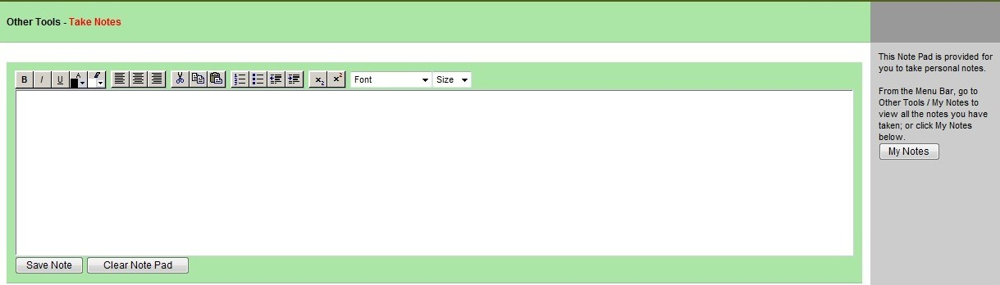 Other Tools - Take Notes
B I U A
x2 x2 Font Size
Save Note Clear Note Pad
This Note Pad is provided for
you to take personal notes.
From the Menu Bar, go to
Other Tools / My Notes to
view all the notes you have
taken; or click My Notes
below.
My Notes